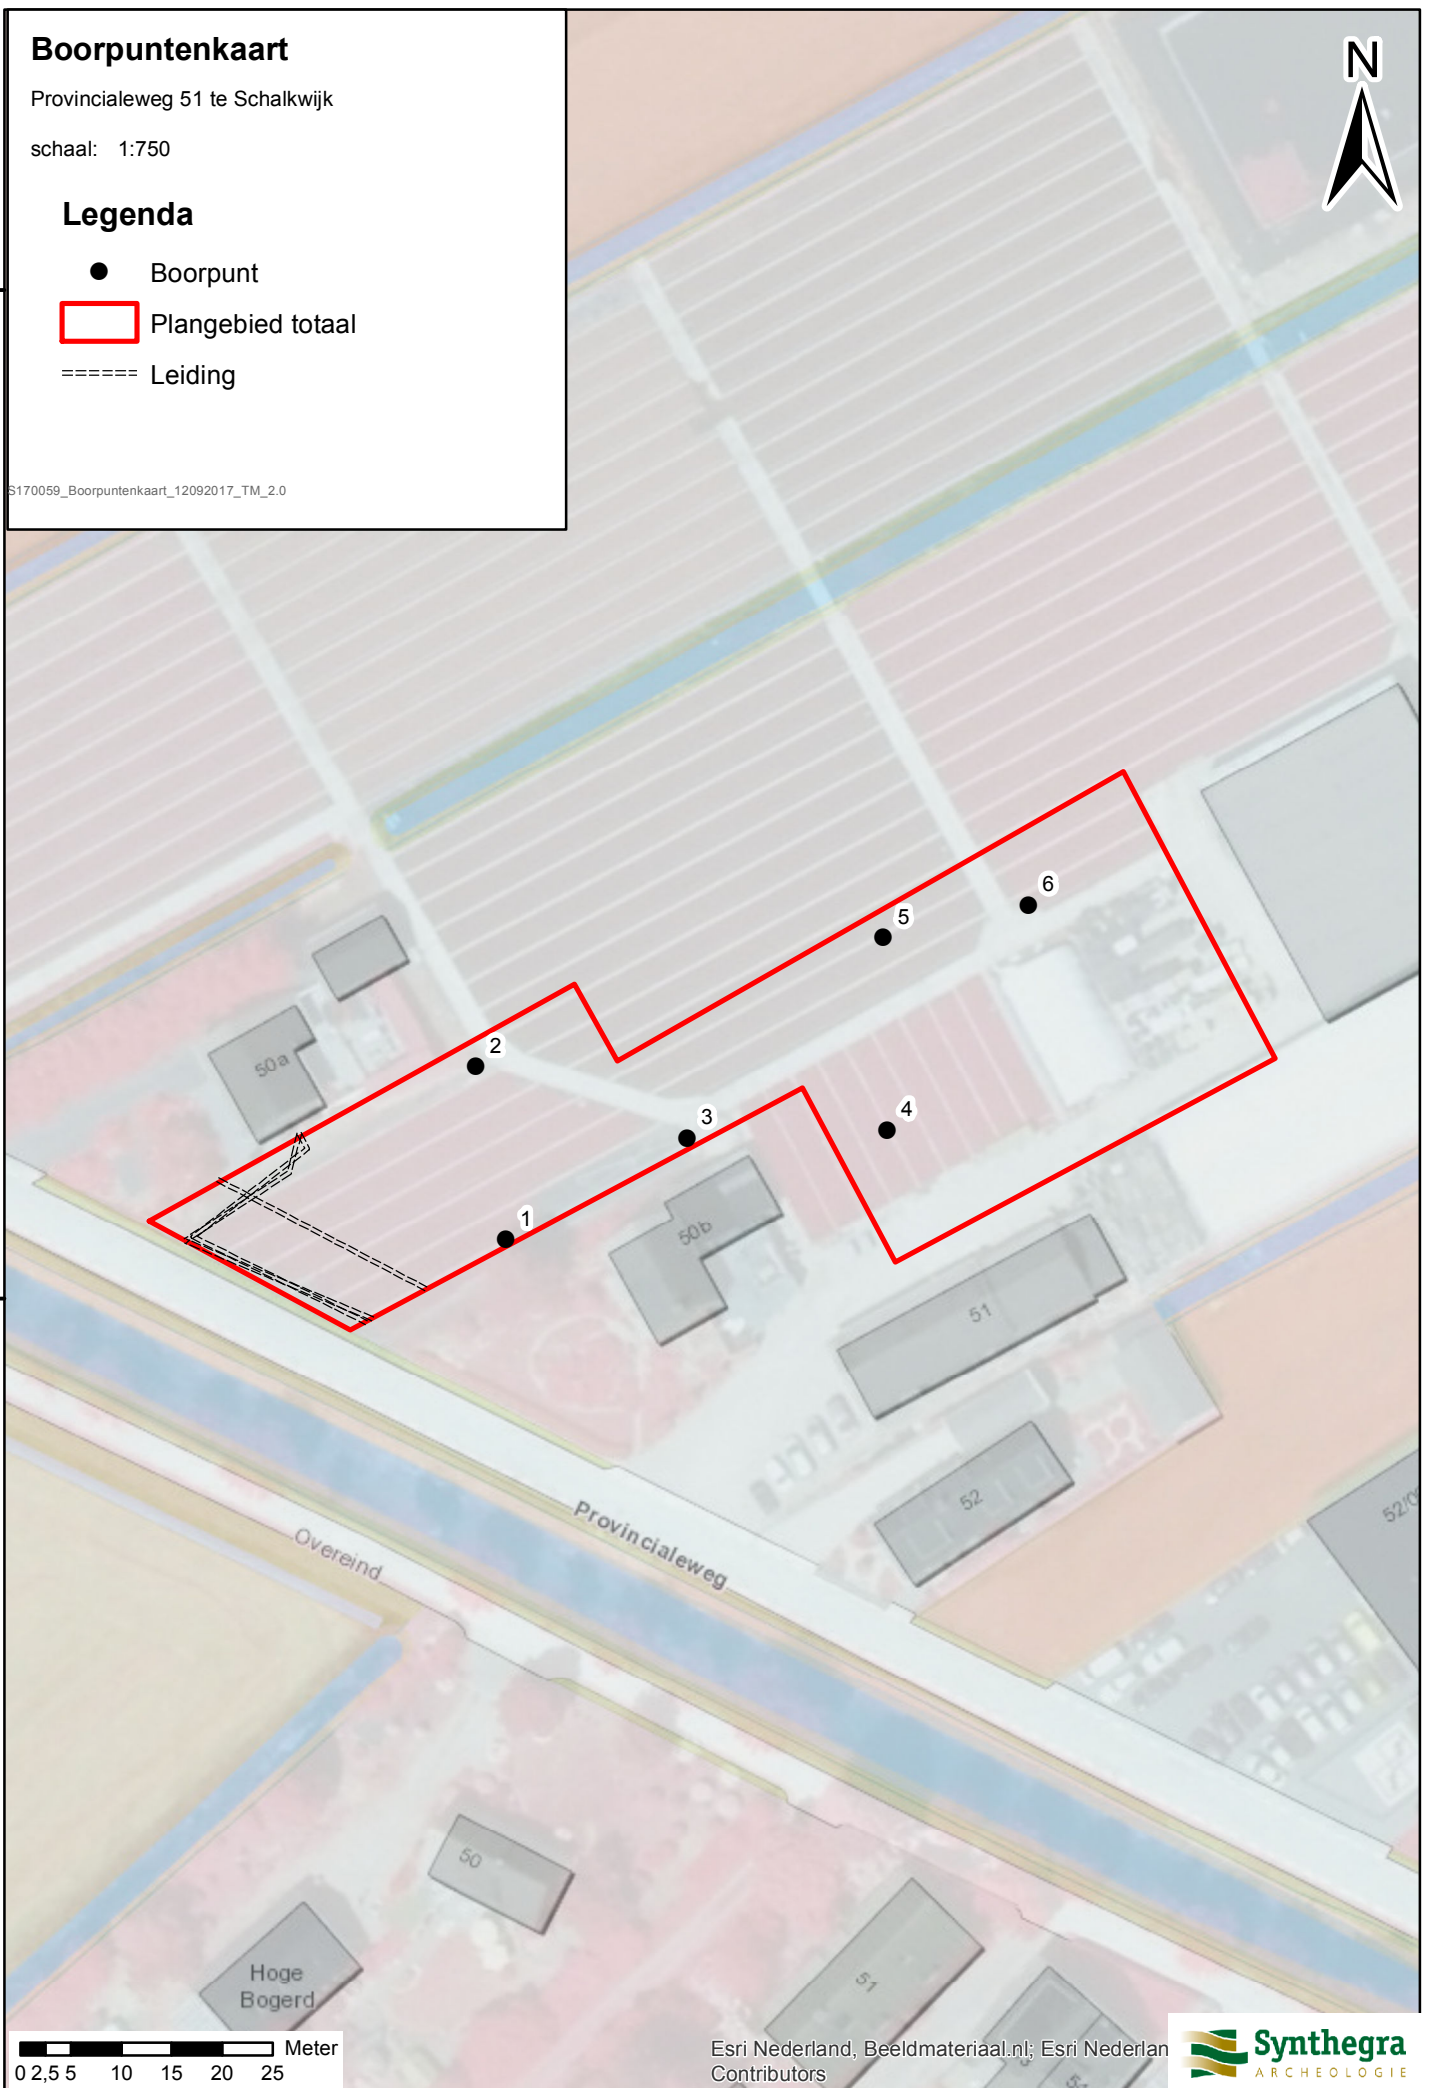 Boorpuntenkaart
Provincialeweg 51 te Schalkwijk
schaal: 1:750
Legenda
Boorpunt
Plangebied totaal
Leiding
S170059_Boorpuntenkaart_12092017_TM_2.0
N
6
5
2
50a
3
4
1
50b
51
52
Provincialeweg
Overeind
50
51
Hoge
Bogerd
Meter
0 2,5 5 10 15 20 25
Esri Nederland, Beeldmateriaal.nl; Esri Nederlan
Contributors
Synthegra
ARCHEOLOGIE